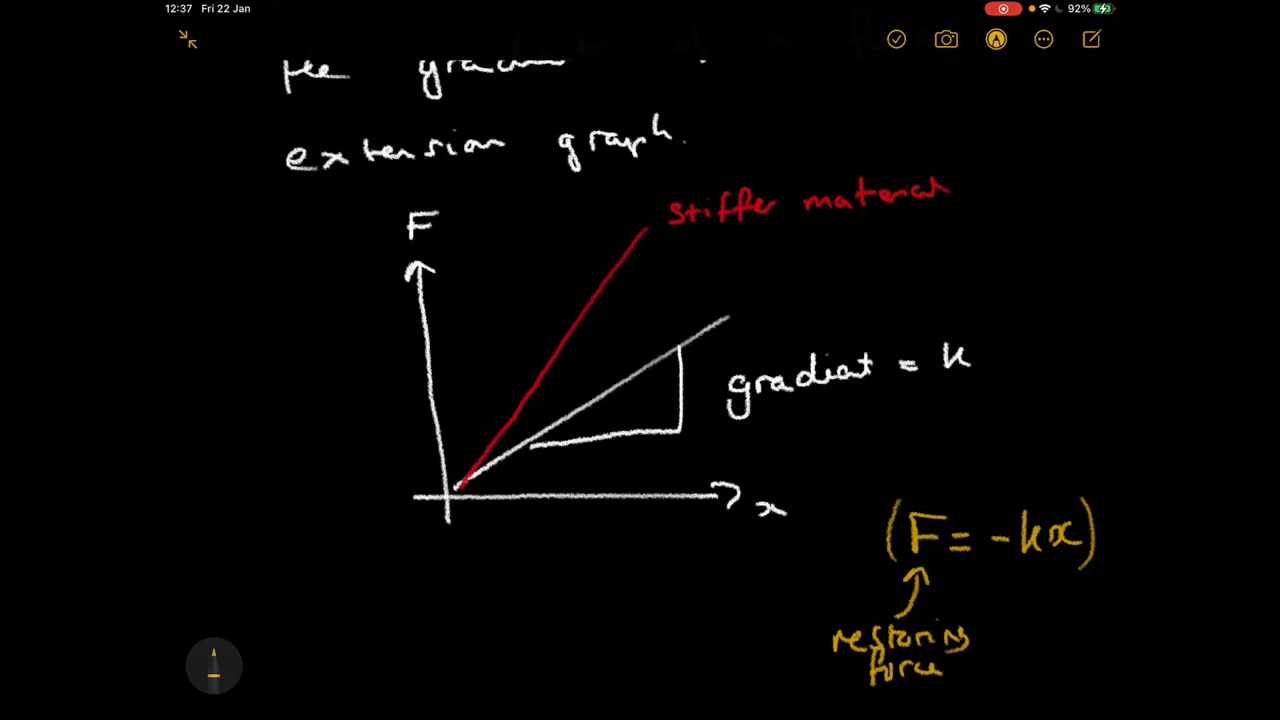 12:37 Fri 22 Jan
92%
the
extension graph.
F
stiffer material
gradient = k
x
(F = -kx)
restoring
force